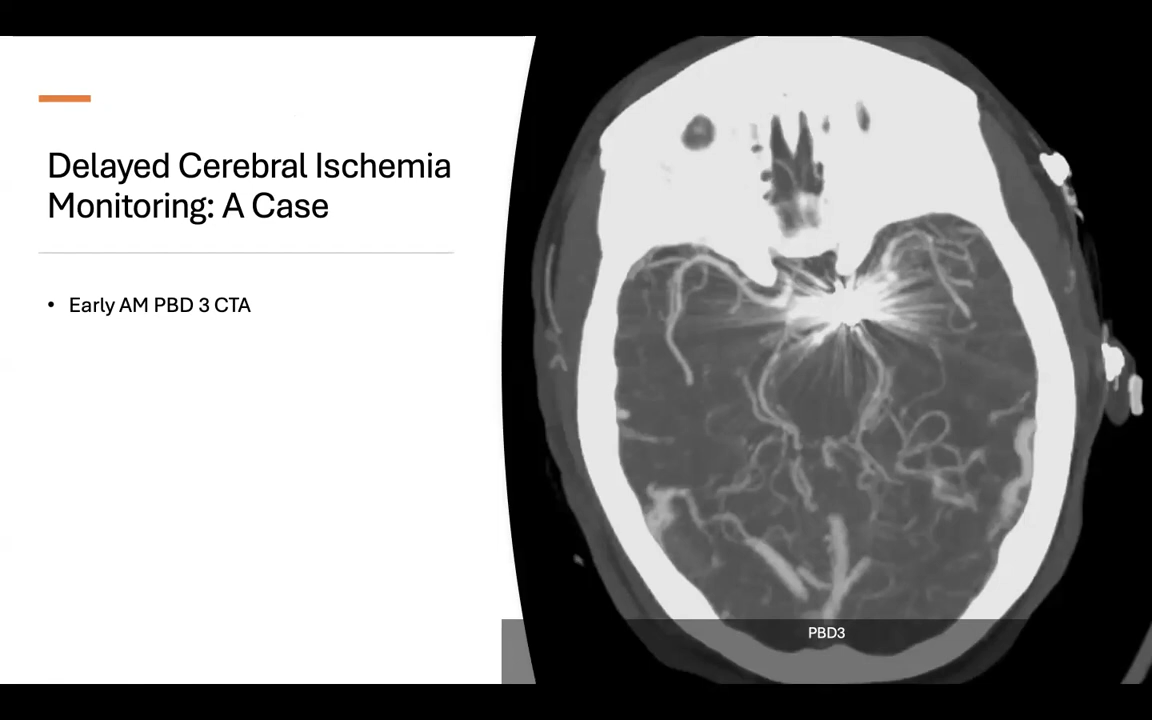 Delayed Cerebral Ischemia
Monitoring: A Case
• Early AM PBD 3 CTA
PBD3